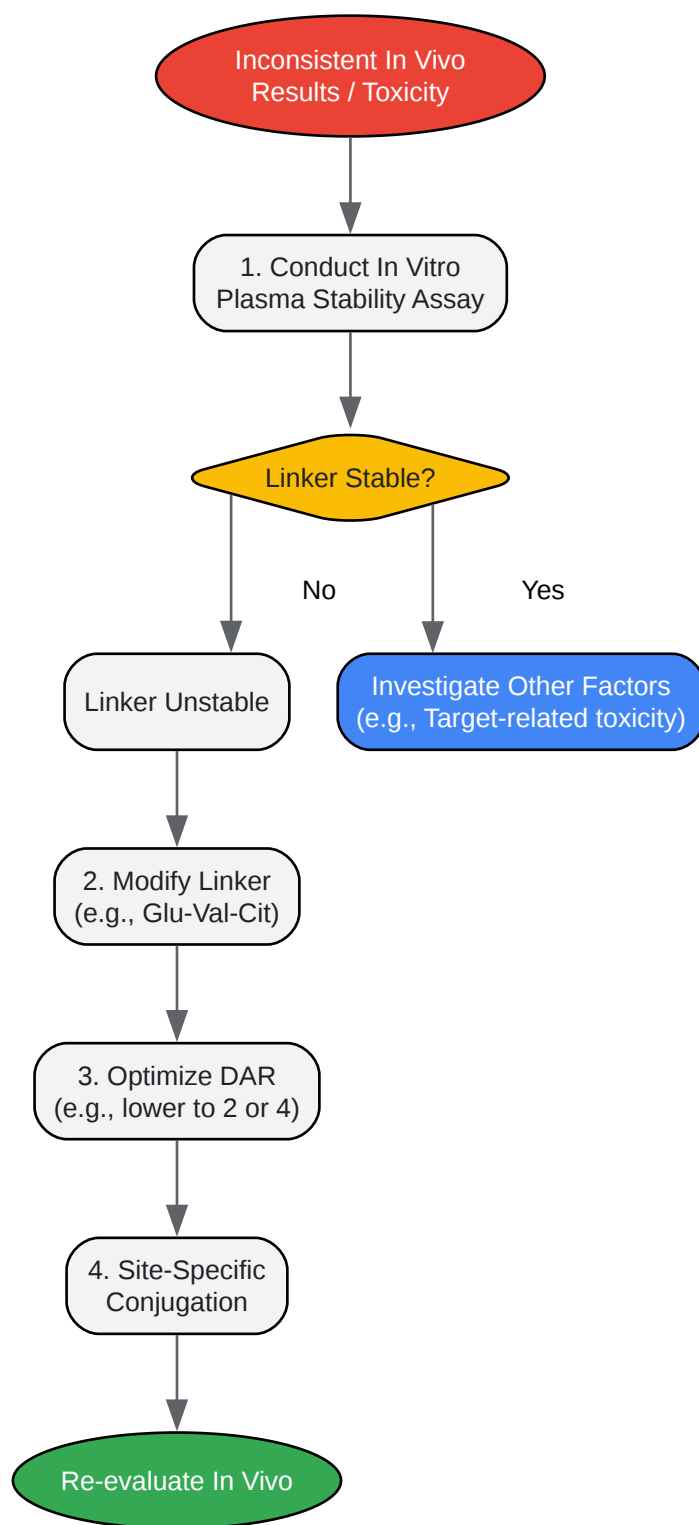 Inconsistent In Vivo
Results / Toxicity
1. Conduct In Vitro
Plasma Stability Assay
Linker Stable?
No
Yes
Linker Unstable
Investigate Other Factors
(e.g., Target-related toxicity)
2. Modify Linker
(e.g., Glu-Val-Cit)
3. Optimize DAR
(e.g., lower to 2 or 4)
4. Site-Specific
Conjugation
Re-evaluate In Vivo